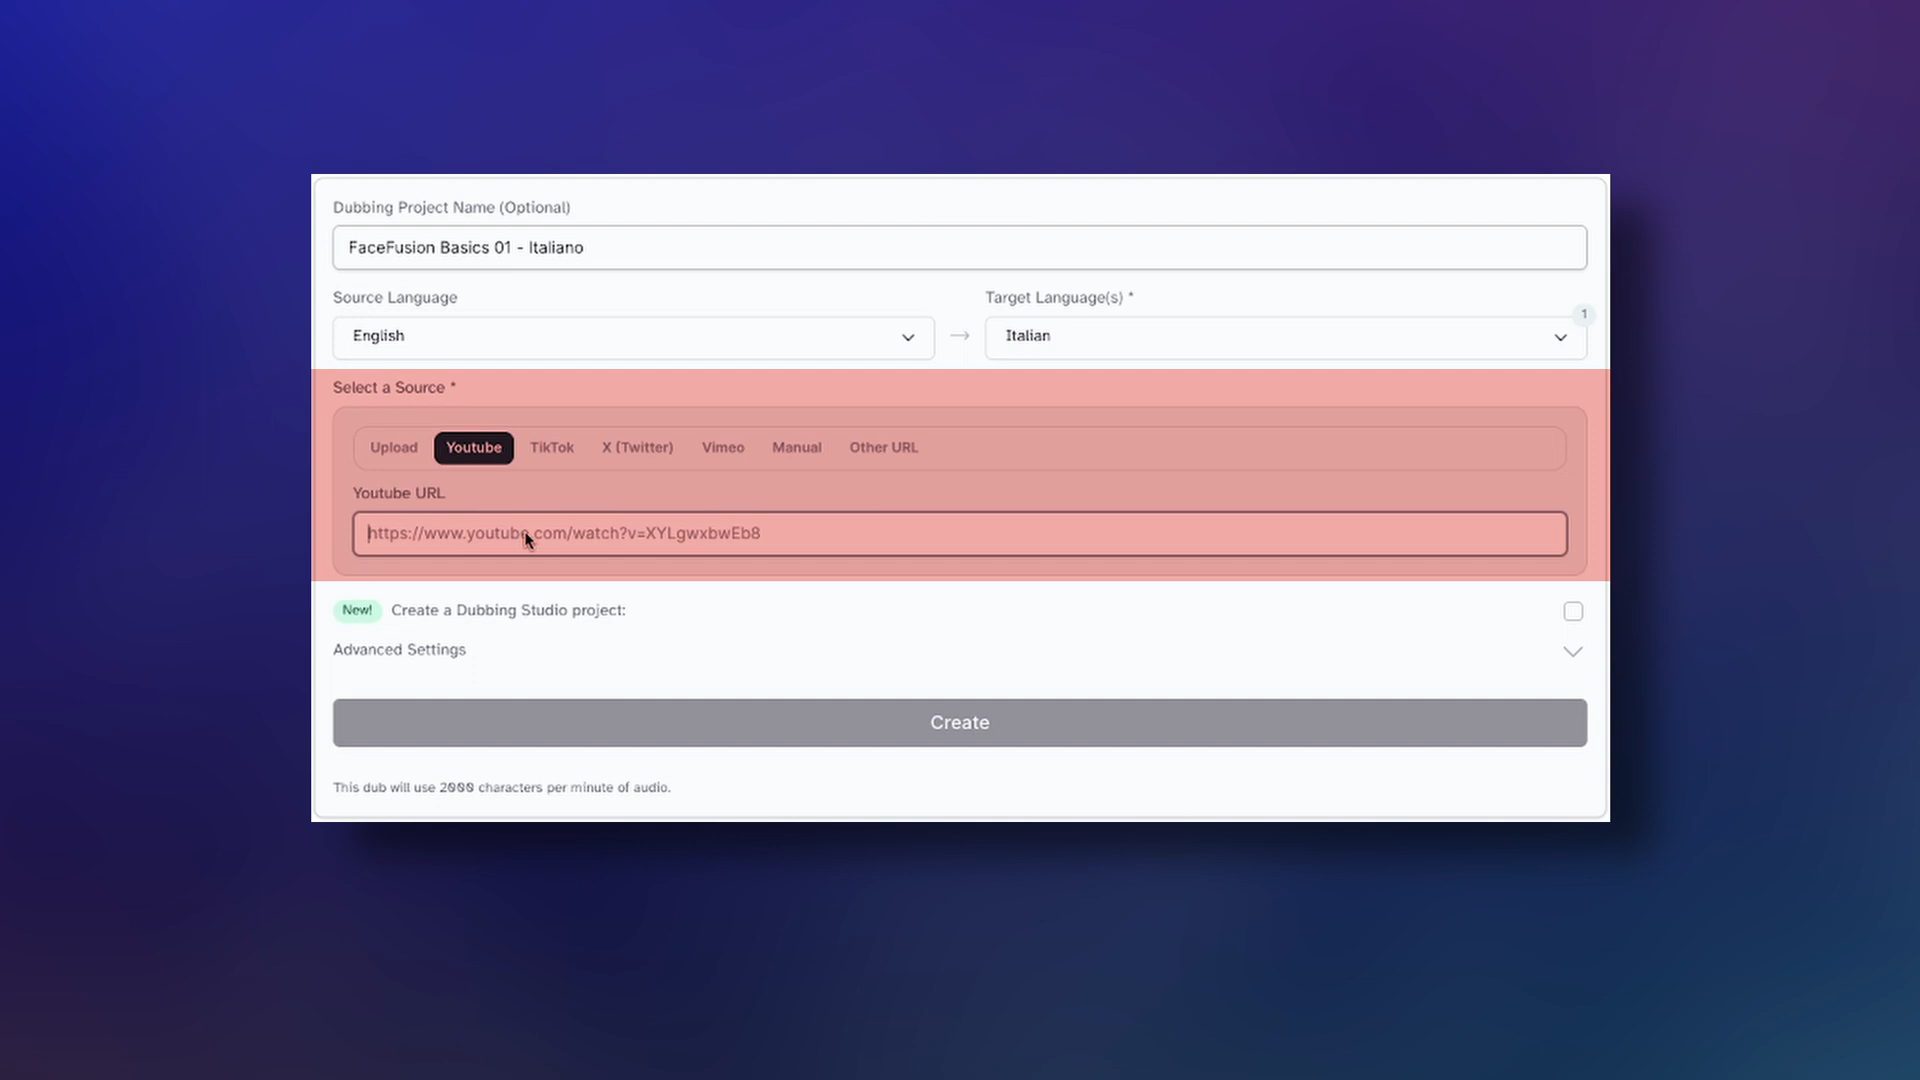 Dubbing Project Name (Optional)
FaceFusion Basics 01 - Italiano
Source Language
Target Language(s) *
1
English
Italian
Select a Source *
Upload Youtube TikTok X (Twitter) Vimeo Manual Other URL
Youtube URL
https://www.youtube.com/watch?v=XYLgwxbwEb8
New! Create a Dubbing Studio project:
Advanced Settings
Create
This dub will use 2000 characters per minute of audio.